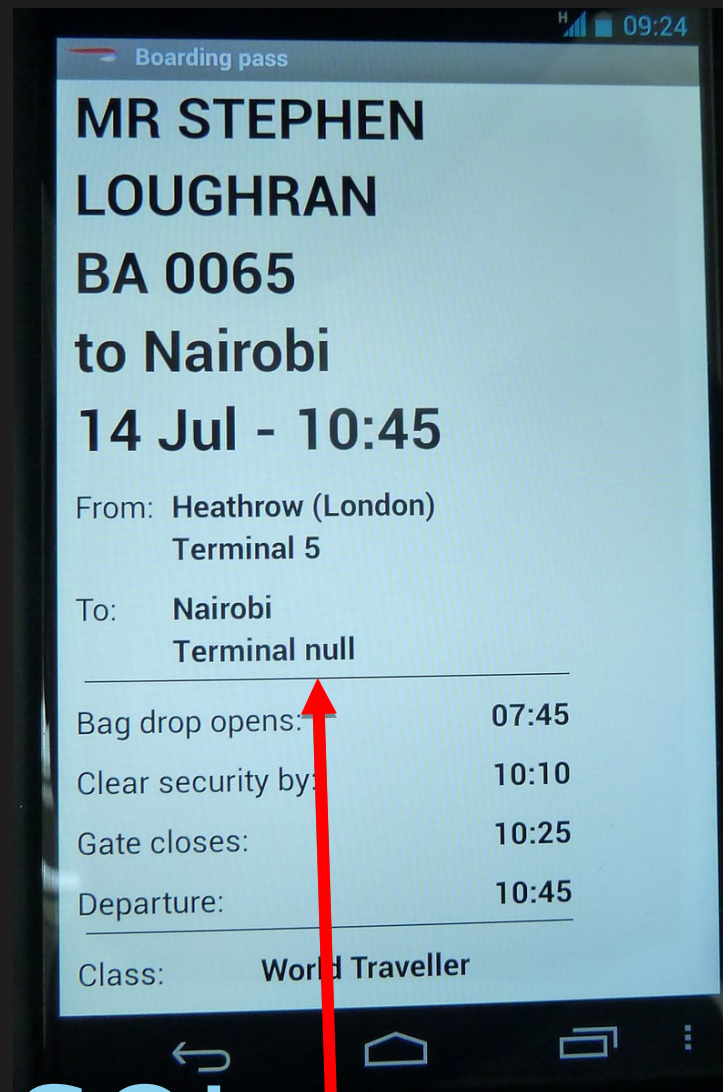 H 09:24
Boarding pass
MR STEPHEN
LOUGHRAN
BA 0065
to Nairobi
14 Jul - 10:45
From: Heathrow (London)
Terminal 5
To: Nairobi
Terminal null
Bag drop opens: 07:45
Clear security by: 10:10
Gate closes: 10:25
Departure: 10:45
Class: World Traveller